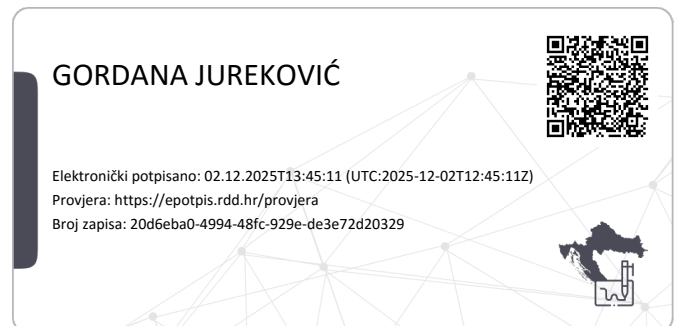 GORDANA JUREKOVIĆ
Elektronički potpisano: 02.12.2025T13:45:11 (UTC:2025-12-02T12:45:11Z)
Provjera: https://epotpis.rdd.hr/provjera
Broj zapisa: 20d6eba0-4994-48fc-929e-de3e72d20329